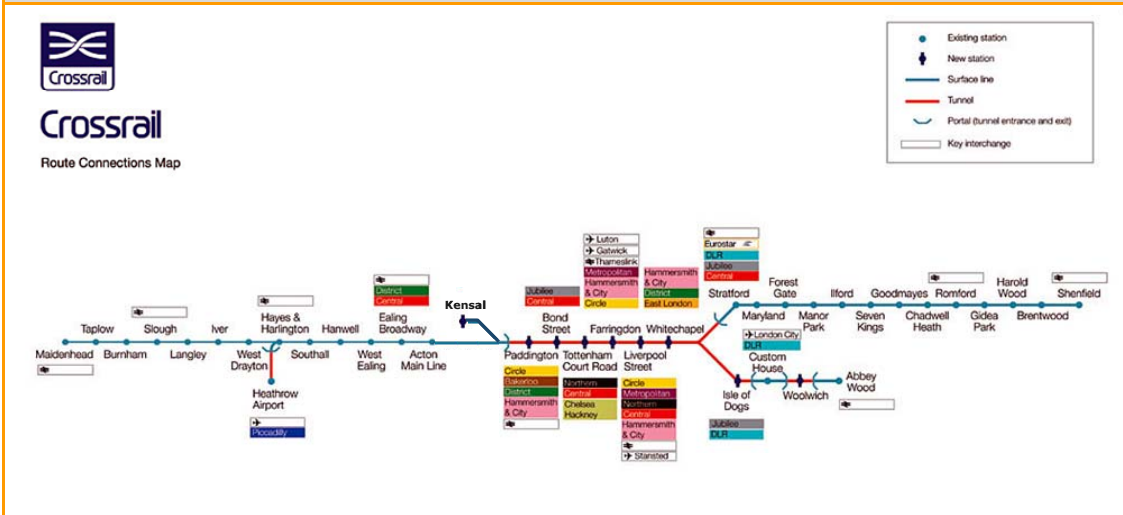 Crossrail
Crossrail
Route Connections Map
Existing station
New station
Surface line
Tunnel
Portal (tunnel entrance and exit)
Key interchange
Maidenhead
Taplow
Burnham
Slough
Langley
Iver
West
Drayton
Hayes &
Harlington
Heathrow
Airport
Piccadilly
Southall
Hanwell
West
Ealing
District
Central
Ealing
Broadway
Acton
Main Line
Kensal
Paddington
Circle
Bakerloo
District
Hammersmith
& City
Jubilee
Central
Bond
Street
Tottenham
Court Road
Northern
Central
Chelsea
Hackney
Luton
Gatwick
Thameslink
Metropolitan
Hammersmith
& City
Circle
Farringdon
Liverpool
Street
Circle
Metropolitan
Northern
Central
Hammersmith
& City
Stansted
Hammersmith
& City
District
East London
Whitechapel
Eurostar
DLR
Jubilee
Central
Stratford
Maryland
Forest
Gate
Manor
Park
Ilford
Seven
Kings
Goodmayes
Chadwell
Heath
Romford
Gidea
Park
Harold
Wood
Brentwood
Shenfield
Isle of
Dogs
Jubilee
DLR
London City
DLR
Custom
House
Woolwich
Abbey
Wood